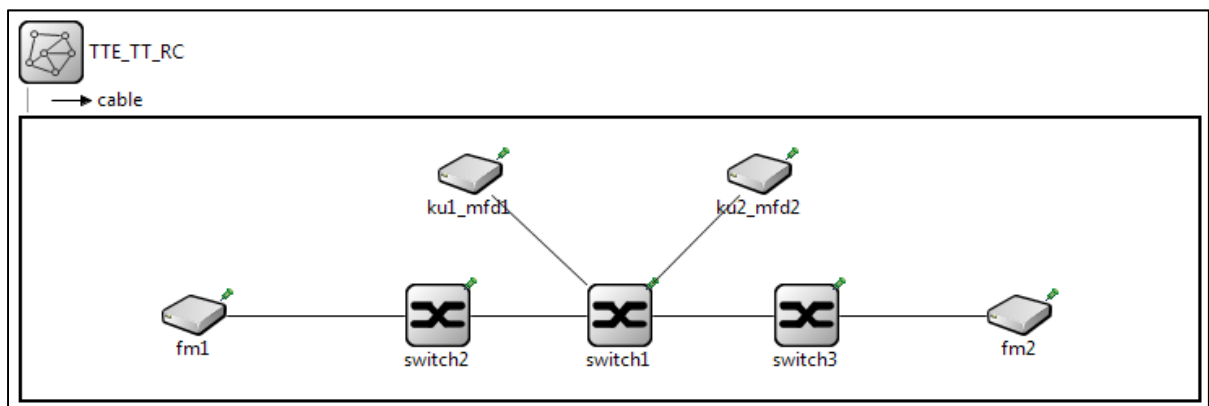 TTE_TT_RC
cable
ku1_mfd1
ku2_mfd2
fm1
switch2
switch1
switch3
fm2